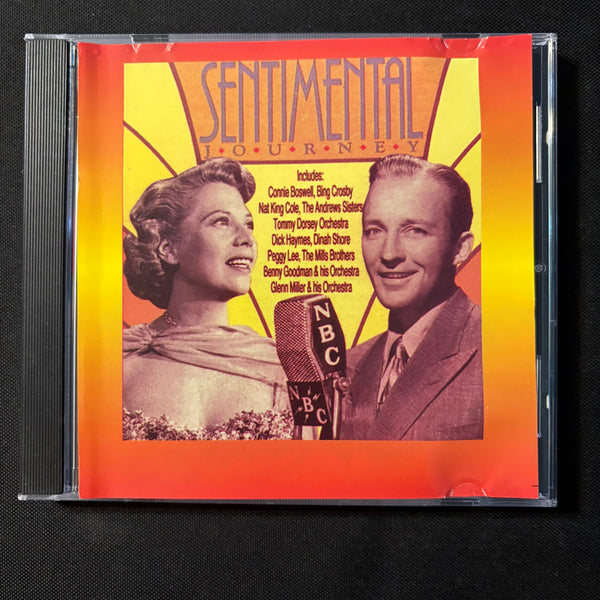 SENTIMENTAL
J·O·U·R·N·E·Y
Includes:
Connie Boswell, Bing Crosby
Nat King Cole, The Andrews Sisters
Tommy Dorsey Orchestra
Dick Haymes, Dinah Shore
Peggy Lee, The Mills Brothers
Benny Goodman & his Orchestra
Glenn Miller & his Orchestra
NBC
NBC